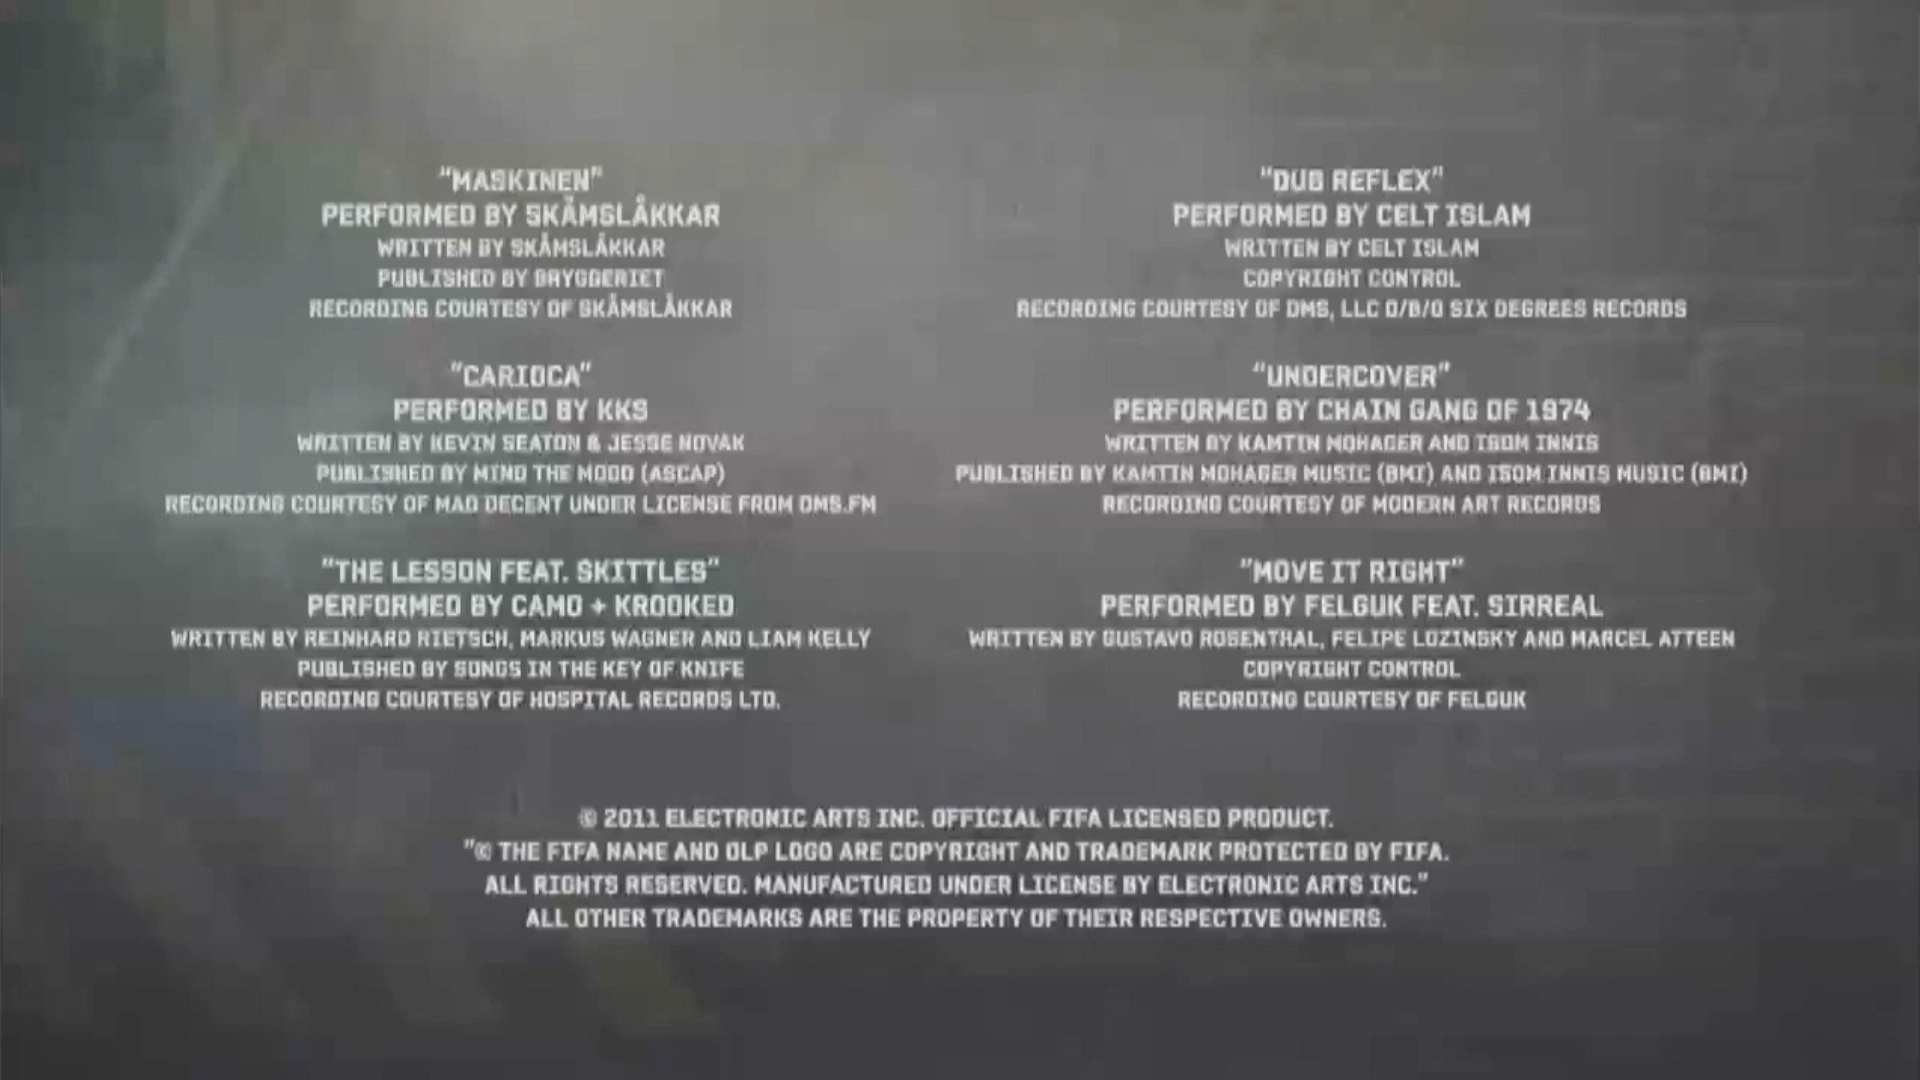 "MASKINEN"
PERFORMED BY SKÅMSLÅKKAR
WRITTEN BY SKÅMSLÅKKAR
PUBLISHED BY BRYGGERIET
RECORDING COURTESY OF SKÅMSLÅKKAR
"CARIOCA"
PERFORMED BY KKS
WRITTEN BY KEVIN SEATON & JESSE NOVAK
PUBLISHED BY MIND THE MOOD (ASCAP)
RECORDING COURTESY OF MAD DECENT UNDER LICENSE FROM DMS.FM
"THE LESSON FEAT. SKITTLES"
PERFORMED BY CAMO + KROOKED
WRITTEN BY REINHARD RIETSCH, MARKUS WAGNER AND LIAM KELLY
PUBLISHED BY SONGS IN THE KEY OF KNIFE
RECORDING COURTESY OF HOSPITAL RECORDS LTD.
"DUB REFLEX"
PERFORMED BY CELT ISLAM
WRITTEN BY CELT ISLAM
COPYRIGHT CONTROL
RECORDING COURTESY OF DMS, LLC O/B/O SIX DEGREES RECORDS
"UNDERCOVER"
PERFORMED BY CHAIN GANG OF 1974
WRITTEN BY KAMTIN MOHAGER AND ISOM INNIS
PUBLISHED BY KAMTIN MOHAGER MUSIC (BMI) AND ISOM INNIS MUSIC (BMI)
RECORDING COURTESY OF MODERN ART RECORDS
"MOVE IT RIGHT"
PERFORMED BY FELGUK FEAT. SIRREAL
WRITTEN BY GUSTAVO ROSENTHAL, FELIPE LOZINSKY AND MARCEL ATTEEN
COPYRIGHT CONTROL
RECORDING COURTESY OF FELGUK
© 2011 ELECTRONIC ARTS INC. OFFICIAL FIFA LICENSED PRODUCT.
"© THE FIFA NAME AND OLP LOGO ARE COPYRIGHT AND TRADEMARK PROTECTED BY FIFA.
ALL RIGHTS RESERVED. MANUFACTURED UNDER LICENSE BY ELECTRONIC ARTS INC."
ALL OTHER TRADEMARKS ARE THE PROPERTY OF THEIR RESPECTIVE OWNERS.